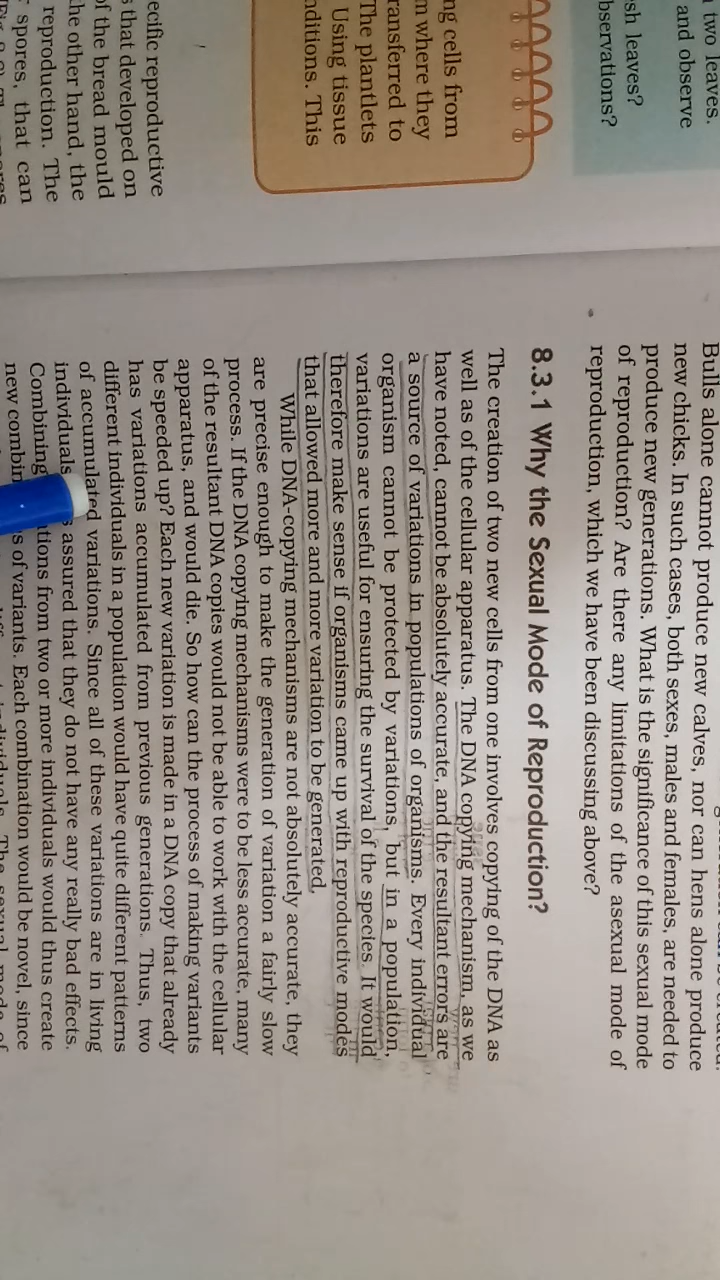 two leaves.
and observe
sh leaves?
bservations?
ng cells from
n where they
ransferred to
The plantlets
Using tissue
nditions. This
ecific reproductive
s that developed on
of the bread mould
he other hand, the
reproduction. The
spores, that can
Bulls alone cannot produce new calves, nor can hens alone produce
new chicks. In such cases, both sexes, males and females, are needed to
produce new generations. What is the significance of this sexual mode
of reproduction? Are there any limitations of the asexual mode of
reproduction, which we have been discussing above?
8.3.1 Why the Sexual Mode of Reproduction?
The creation of two new cells from one involves copying of the DNA as
well as of the cellular apparatus. The DNA copying mechanism, as we
have noted, cannot be absolutely accurate, and the resultant errors are
a source of variations in populations of organisms. Every individual
organism cannot be protected by variations, but in a population,
variations are useful for ensuring the survival of the species. It would
therefore make sense if organisms came up with reproductive modes
that allowed more and more variation to be generated.
While DNA-copying mechanisms are not absolutely accurate, they
are precise enough to make the generation of variation a fairly slow
process. If the DNA copying mechanisms were to be less accurate, many
of the resultant DNA copies would not be able to work with the cellular
apparatus, and would die. So how can the process of making variants
be speeded up? Each new variation is made in a DNA copy that already
has variations accumulated from previous generations. Thus, two
different individuals in a population would have quite different patterns
of accumulated variations. Since all of these variations are in living
individuals assured that they do not have any really bad effects.
Combining tions from two or more individuals would thus create
new combin s of variants. Each combination would be novel, since